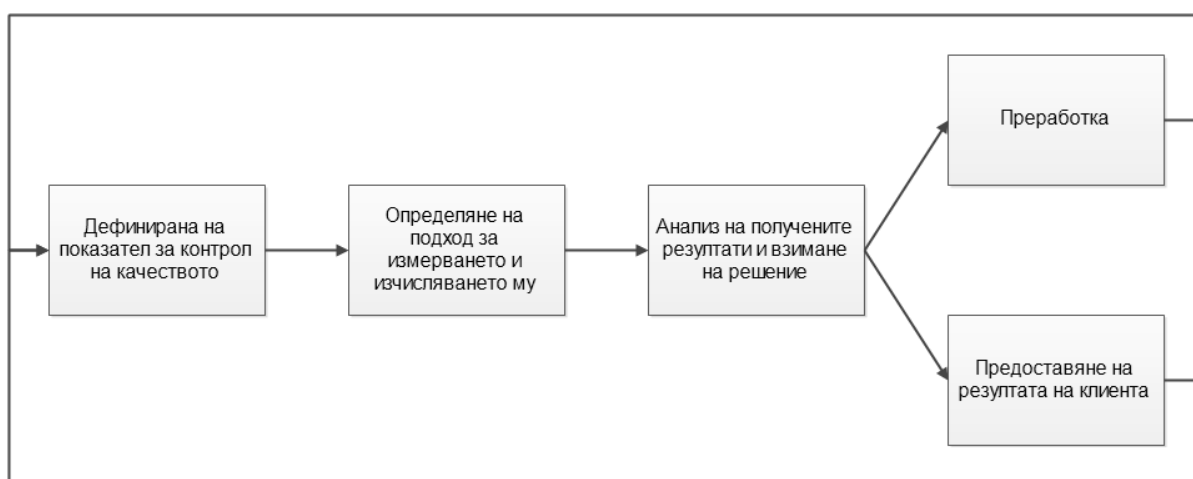 Дефинирана на
показател за контрол
на качеството
Определяне на
подход за
измерването и
изчисляването му
Анализ на получените
резултати и взимане
на решение
Преработка
Предоставяне на
резултата на клиента